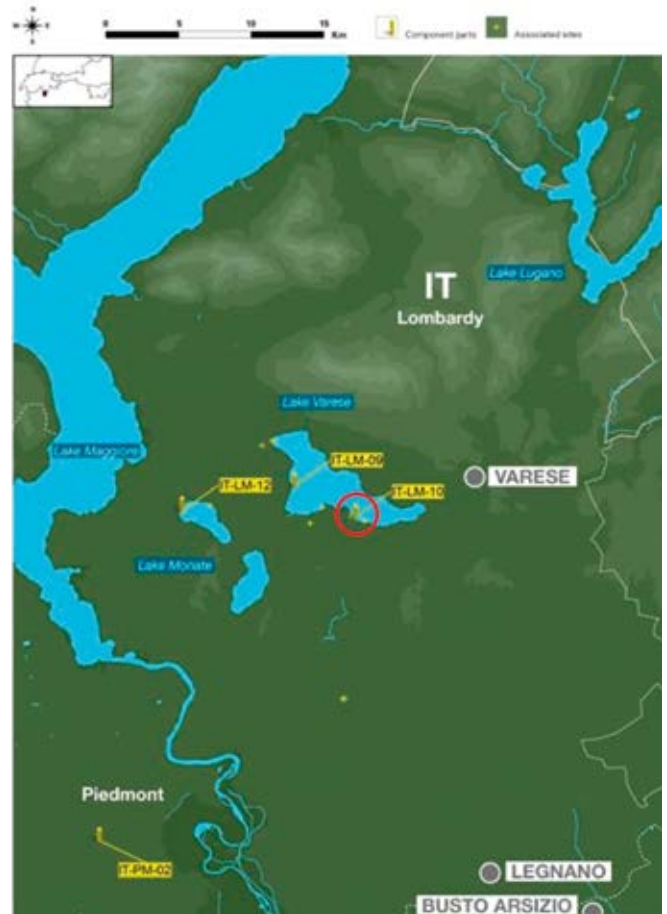 0 5 10 15 Km
Component parts
Associated sites
Lake Lugano
IT
Lombardy
Lake Varese
Lake Maggiore
IT-LM-09
VARESE
IT-LM-12
IT-LM-10
Lake Monate
Piedmont
IT-PM-02
LEGNANO
BUSTO ARSIZIO